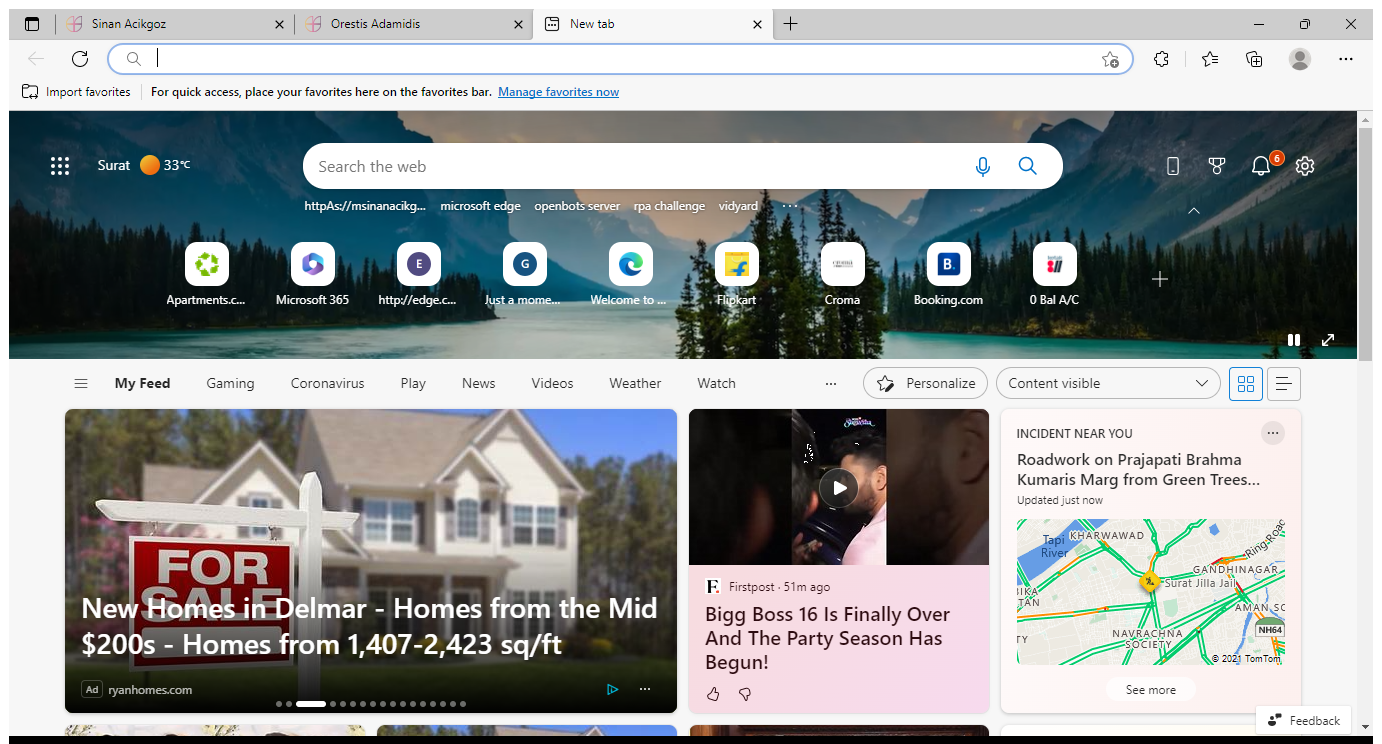 Sinan Acikgoz
Orestis Adamidis
New tab
Import favorites
For quick access, place your favorites here on the favorites bar. Manage favorites now
Surat 33°C
Search the web
6
httpAs://msinanacikg... microsoft edge openbots server rpa challenge vidyard ...
E G B.
Apartments.c... Microsoft 365 http://edge.c... Just a mome... Welcome to ... Flipkart Croma Booking.com 0 Bal A/C
My Feed Gaming Coronavirus Play News Videos Weather Watch ... Personalize Content visible
FOR
SALE
New Homes in Delmar - Homes from the Mid
$200s - Homes from 1,407-2,423 sq/ft
Ad ryanhomes.com
F. Firstpost · 51m ago
Bigg Boss 16 Is Finally Over
And The Party Season Has
Begun!
INCIDENT NEAR YOU
Roadwork on Prajapati Brahma
Kumaris Marg from Green Trees...
Updated just now
Tapi
River
KHARWAWAD
Ring Roac
GANDHINAGAR
Surat Jilla Jail
IKA
TAN
AMAN SC
NH64
TY
NAVRACHNA
SOCIETY
© 2021 TomTom
See more
Feedback